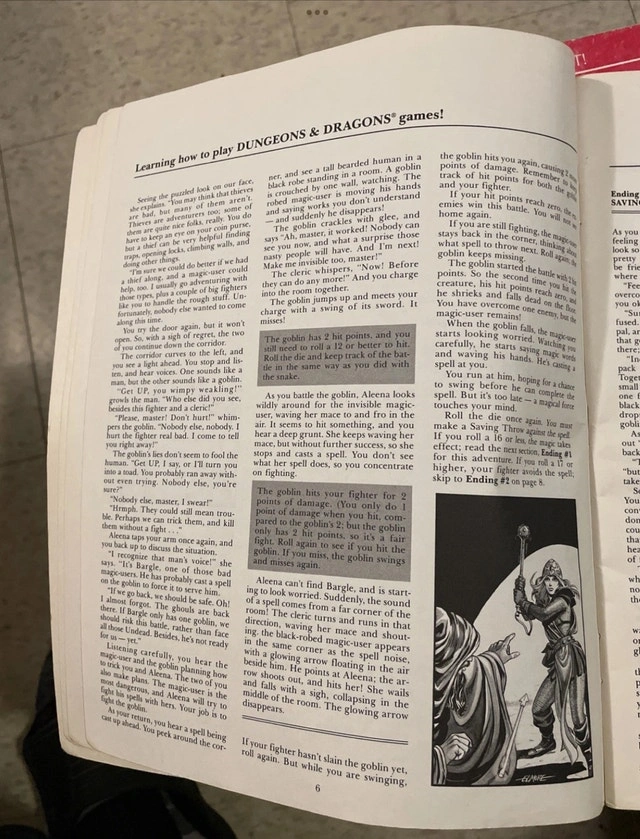 Learning how to play DUNGEONS & DRAGONS® games!
Seeing the puzzled look on our face,
she explains. "You may think that thieves
are bad, but many of them aren't.
Thieves are adventurers too; some of
them are quite nice folks, really. You do
have to keep an eye on your coin purse,
but a thief can be very helpful finding
traps, opening locks, climbing walls, and
doing other things.
"I'm sure we could do better if we had
a thief along, and a magic-user could
help, too. I usually go adventuring with
those types, plus a couple of big fighters
like you to handle the rough stuff. Un-
fortunately, nobody else wanted to come
along this time.
You try the door again, but it won't
open. So, with a sigh of regret, the two
of you continue down the corridor.
The corridor curves to the left, and
you see a light ahead. You stop and lis-
ten, and hear voices. One sounds like a
man, but the other sounds like a goblin.
"Get UP, you wimpy weakling!"
growls the man. "Who else did you see,
besides this fighter and a cleric?"
"Please, master! Don't hurt!" whim-
pers the goblin. "Nobody else, nobody. I
hurt the fighter real bad. I come to tell
you right away!"
The goblin's lies don't seem to fool the
human. "Get UP, I say, or I'll turn you
into a toad. You probably ran away with-
out even trying. Nobody else, you're
sure?"
"Nobody else, master, I swear!"
"Hrmph. They could still mean trou-
ble. Perhaps we can trick them, and kill
them without a fight . . ."
Aleena taps your arm once again, and
you back up to discuss the situation.
"I recognize that man's voice!" she
says. "It's Bargle, one of those bad
magic-users. He has probably cast a spell
on the goblin to force it to serve him.
"If we go back, we should be safe. Oh!
I almost forgot. The ghouls are back
there. If Bargle only has one goblin, we
should risk this battle, rather than face
all those Undead. Besides, he's not ready
for us — yet."
Listening carefully, you hear the
magic-user and the goblin planning how
to trick you and Aleena. The two of you
also make plans. The magic-user is the
most dangerous, and Aleena will try to
fight his spells with hers. Your job is to
fight the goblin.
As your return, you hear a spell being
cast up ahead. You peek around the cor-
ner, and see a tall bearded human in a
black robe standing in a room. A goblin
is crouched by one wall, watching. The
robed magic-user is moving his hands
and saying works you don't understand
— and suddenly he disappears!
The goblin crackles with glee, and
says "Ah, master, it worked! Nobody can
see you now, and what a surprise those
nasty people will have. And I'm next!
Make me invisible too, master!"
The cleric whispers, "Now! Before
they can do any more!" And you charge
into the room together.
The goblin jumps up and meets your
charge with a swing of its sword. It
misses!
The goblin has 2 hit points, and you
still need to roll a 12 or better to hit.
Roll the die and keep track of the bat-
tle in the same way as you did with
the snake.
As you battle the goblin, Aleena looks
wildly around for the invisible magic-
user, waving her mace to and fro in the
air. It seems to hit something, and you
hear a deep grunt. She keeps waving her
mace, but without further success, so she
stops and casts a spell. You don't see
what her spell does, so you concentrate
on fighting.
The goblin hits your fighter for 2
points of damage. (You only do 1
point of damage when you hit, com-
pared to the goblin's 2; but the goblin
only has 2 hit points, so it's a fair
fight. Roll again to see if you hit the
goblin. If you miss, the goblin swings
and misses again.
Aleena can't find Bargle, and is start-
ing to look worried. Suddenly, the sound
of a spell comes from a far corner of the
room! The cleric turns and runs in that
direction, waving her mace and shout-
ing. the black-robed magic-user appears
in the same corner as the spell noise,
with a glowing arrow floating in the air
beside him. He points at Aleena; the ar-
row shoots out, and hits her! She wails
and falls with a sigh, collapsing in the
middle of the room. The glowing arrow
disappears.
If your fighter hasn't slain the goblin yet,
roll again. But while you are swinging,
the goblin hits you again, causing 2
points of damage. Remember to
track of hit points for both the
and your fighter.
If your hit points reach zero, the
emies win this battle. You will not
home again.
If you are still fighting, the magic-user
stays back in the corner, thinking about
what spell to throw next. Roll again
goblin keeps missing.
The goblin started the battle with 2
points. So the second time you hit the
creature, his hit points reach zero, and
he shrieks and falls dead on the floor.
You have overcome one enemy, but the
magic-user remains!
When the goblin falls, the magic-user
starts looking worried. Watching you
carefully, he starts saying magic words
and waving his hands. He's casting a
spell at you.
You run at him, hoping for a chance
to swing before he can complete the
spell. But it's too late — a magical force
touches your mind.
Roll the die once again. You must
make a Saving Throw against the spell.
If you roll a 16 or less, the magic takes
effect; read the next section, Ending #1
for this adventure. If you roll a 17 or
higher, your fighter avoids the spell;
skip to Ending #2 on page 8.
ELMORE
6
T!
Ending
SAVING
As you
feeling
look so
pretty
be frie
where
"Fee